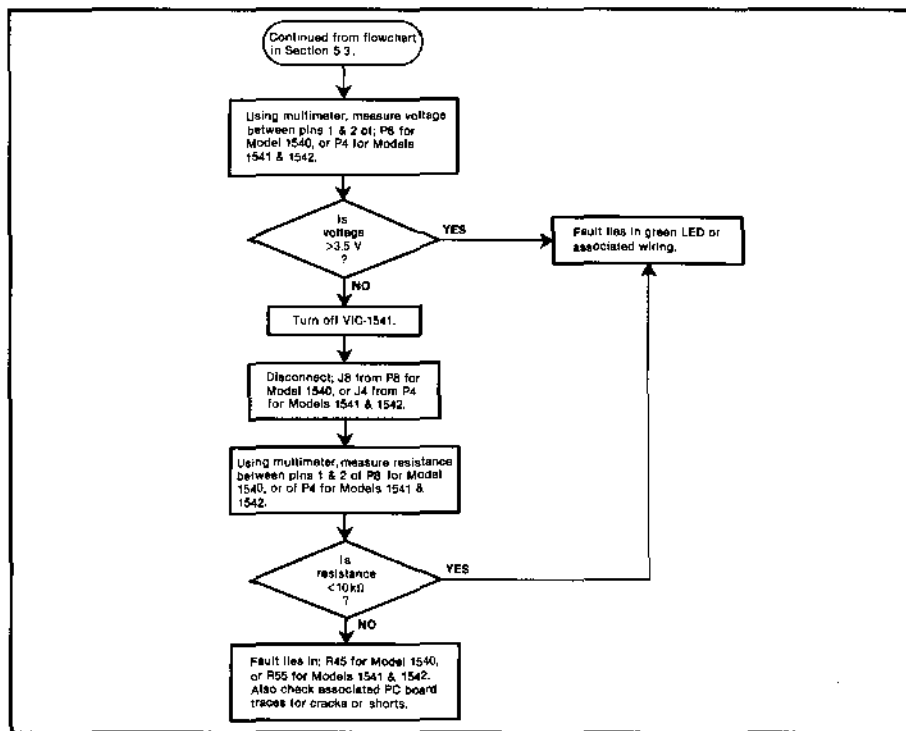 Continued from flowchart
in Section 5 3.
Using multimeter, measure voltage
between pins 1 & 2 of; P8 for
Model 1540, or P4 for Models
1541 & 1542.
Is
voltage
>3.5 V
?
YES
Fault lies in green LED or
associated wiring.
NO
Turn off VIC-1541.
Disconnect; J8 from P8 for
Model 1540, or J4 from P4
for Models 1541 & 1542.
Using multimeter, measure resistance
between pins 1 & 2 of P8 for Model
1540, or of P4 for Models 1541 &
1542.
Is
resistance
<10kΩ
?
YES
NO
Fault lies in; R45 for Model 1540,
or R55 for Models 1541 & 1542.
Also check associated PC board
traces for cracks or shorts.